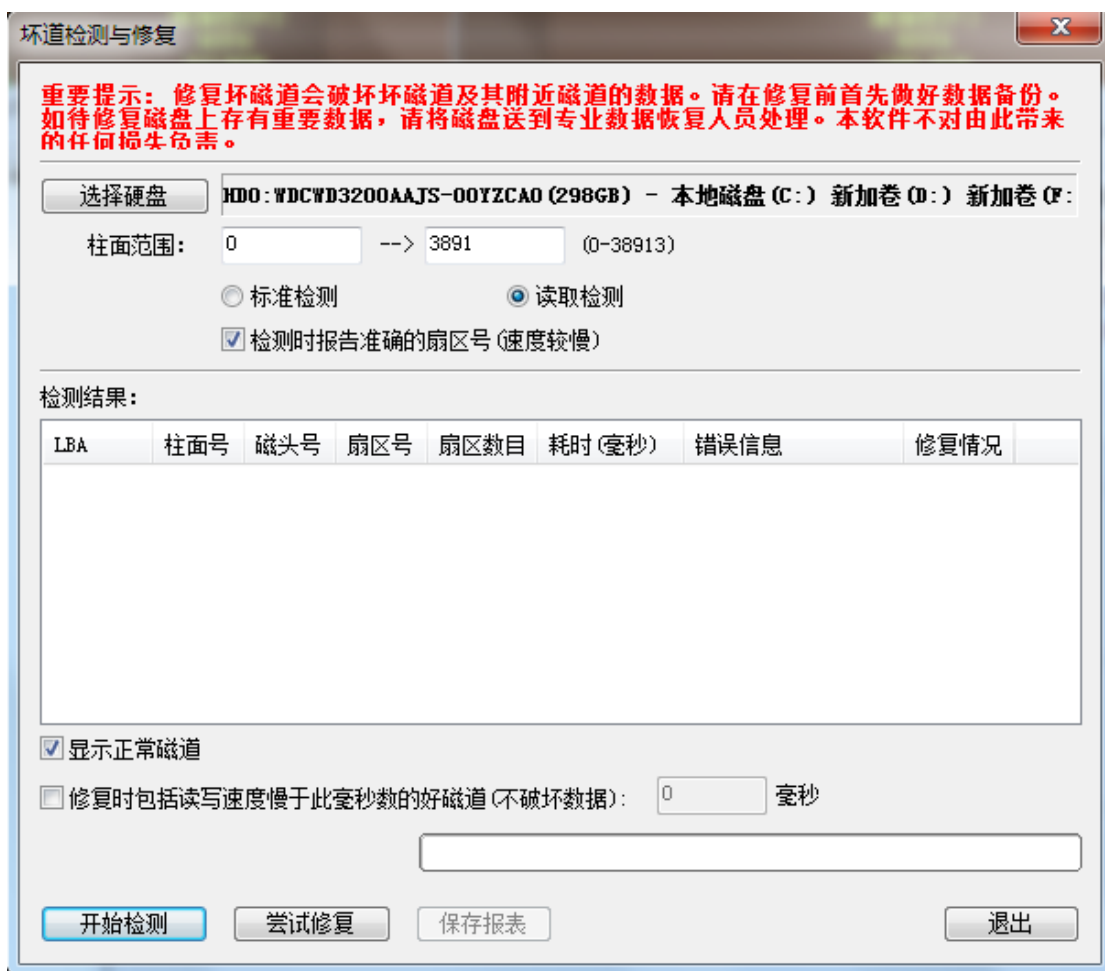 坏道检测与修复
重要提示：修复坏磁道会破坏坏磁道及其附近磁道的数据。请在修复前首先做好数据备份。
如待修复磁盘上存有重要数据，请将磁盘送到专业数据恢复人员处理。本软件不对由此带来
的任何损失负责。
选择硬盘 HD0:WDCWD3200AAJS-00YZCA0(298GB) - 本地磁盘(C:) 新加卷(D:) 新加卷(F:
柱面范围: 0 --> 3891 (0-38913)
标准检测 读取检测
检测时报告准确的扇区号(速度较慢)
检测结果:
LBA 柱面号 磁头号 扇区号 扇区数目 耗时(毫秒) 错误信息 修复情况
显示正常磁道
修复时包括读写速度慢于此毫秒数的好磁道(不破坏数据): 0 毫秒
开始检测 尝试修复 保存报表 退出